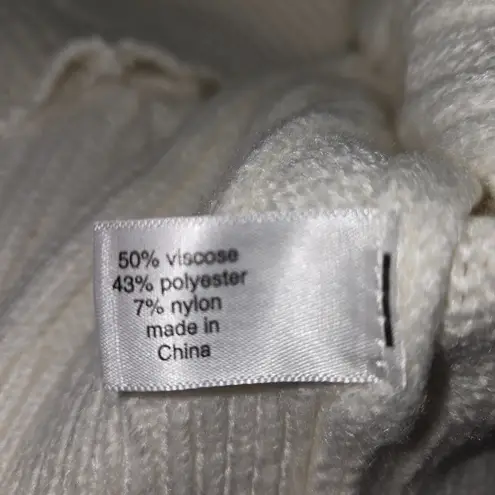 50% viscose
43% polyester
7% nylon
made in
China